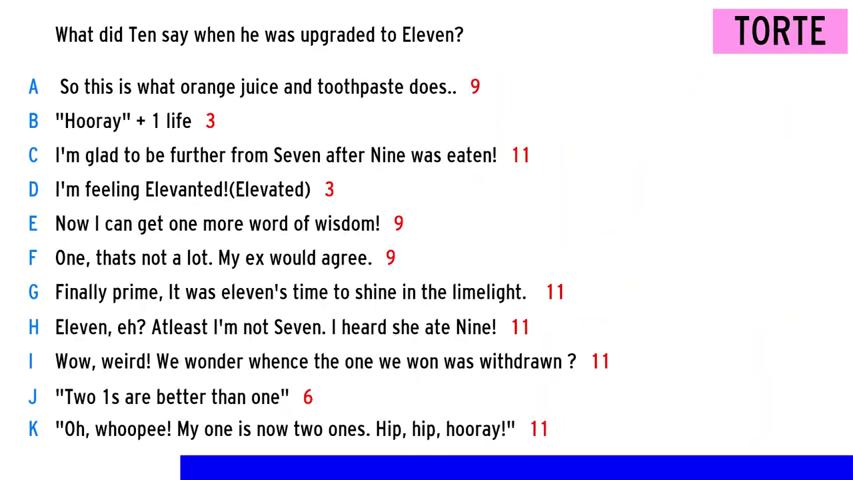 What did Ten say when he was upgraded to Eleven?
TORTE
A So this is what orange juice and toothpaste does.. 9
B "Hooray" + 1 life 3
C I'm glad to be further from Seven after Nine was eaten! 11
D I'm feeling Elevanted!(Elevated) 3
E Now I can get one more word of wisdom! 9
F One, thats not a lot. My ex would agree. 9
G Finally prime, It was eleven's time to shine in the limelight. 11
H Eleven, eh? Atleast I'm not Seven. I heard she ate Nine! 11
I Wow, weird! We wonder whence the one we won was withdrawn ? 11
J "Two 1s are better than one" 6
K "Oh, whoopee! My one is now two ones. Hip, hip, hooray!" 11